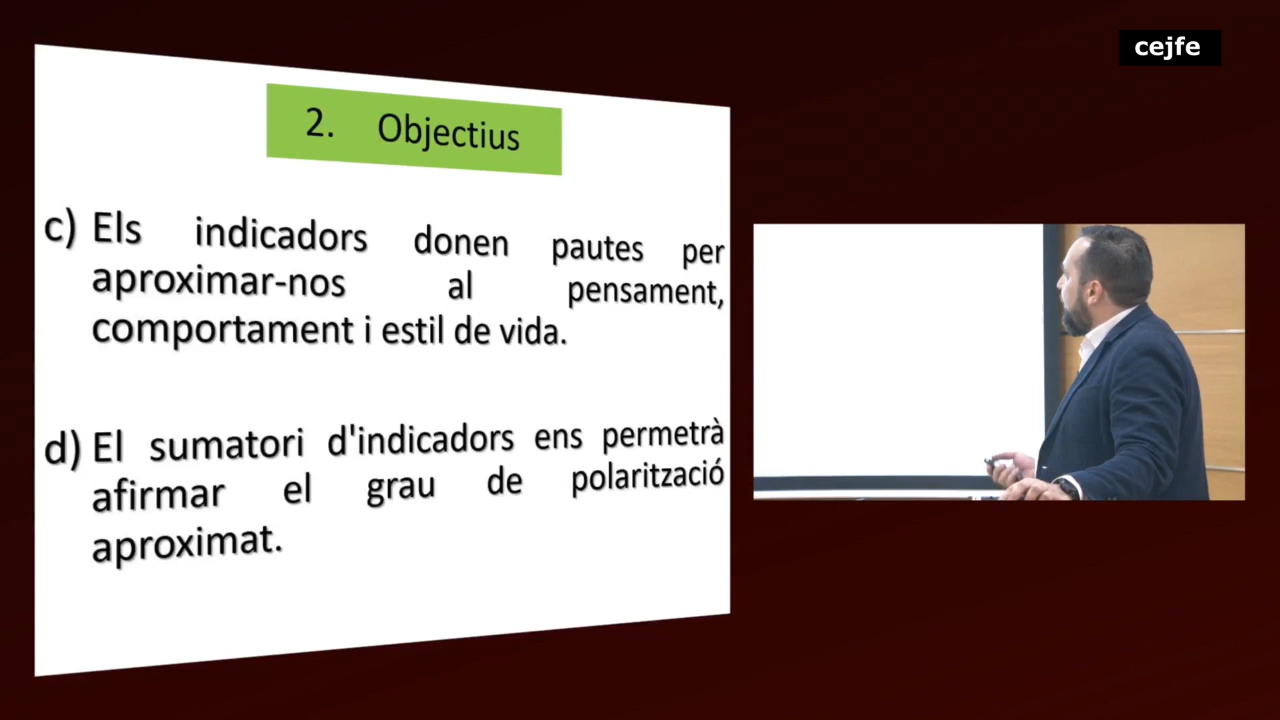 cejfe
2. Objectius
c) Els indicadors donen pautes per
aproximar-nos al pensament,
comportament i estil de vida.
d) El sumatori d'indicadors ens permetrà
afirmar el grau de polarització
aproximat.